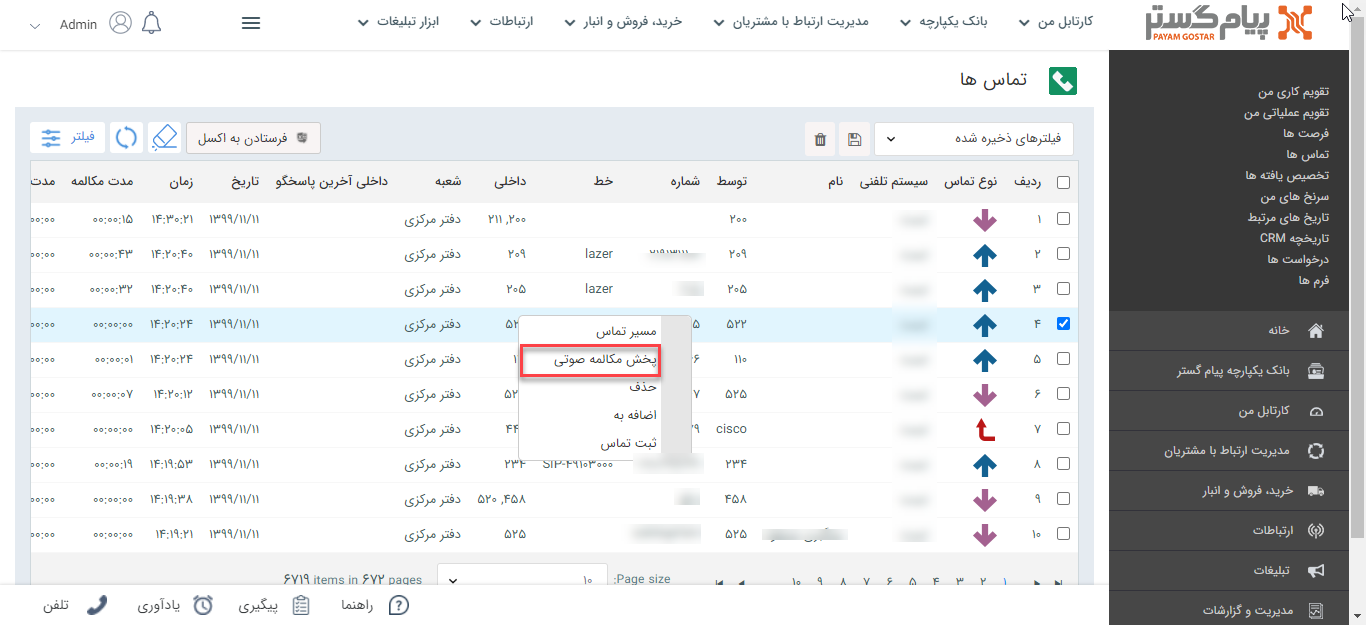 پیام گستر
PAYAM GOSTAR
کارتابل من
بانک یکپارچه
مدیریت ارتباط با مشتریان
خرید، فروش و انبار
ارتباطات
ابزار تبلیغات
Admin
تقویم کاری من
تقویم عملیاتی من
فرصت ها
تماس ها
تخصیص یافته ها
سرنخ های من
تاریخ های مرتبط
تاریخچه CRM
درخواست ها
فرم ها
خانه
بانک یکپارچه پیام گستر
کارتابل من
مدیریت ارتباط با مشتریان
خرید، فروش و انبار
ارتباطات
تبلیغات
مدیریت و گزارشات
تماس ها
فیلترهای ذخیره شده
فرستادن به اکسل
فیلتر
ردیف نوع تماس سیستم تلفنی نام توسط شماره خط داخلی شعبه داخلی آخرین پاسخگو تاریخ زمان مدت مکالمه مدت
۱ ۲۰۰ ۲۱۱ ,۲۰۰ دفتر مرکزی ۱۳۹۹/۱۱/۱۱ ۱۴:۳۰:۲۱ ۰۰:۰۰:۱۵ ۰۰:۰۰
۲ ۲۰۹ lazer ۲۰۹ دفتر مرکزی ۱۳۹۹/۱۱/۱۱ ۱۴:۲۰:۴۰ ۰۰:۰۰:۴۳ ۰۰:۰۰
۳ ۲۰۵ lazer ۲۰۵ دفتر مرکزی ۱۳۹۹/۱۱/۱۱ ۱۴:۲۰:۴۰ ۰۰:۰۰:۳۲ ۰۰:۰۰
۴ ۵۲۲ ۵ ۵۲ دفتر مرکزی ۱۳۹۹/۱۱/۱۱ ۱۴:۲۰:۲۴ ۰۰:۰۰:۰۰ ۰۰:۰۰
۵ ۱۱۰ ۶ ۱ دفتر مرکزی ۱۳۹۹/۱۱/۱۱ ۱۴:۲۰:۲۴ ۰۰:۰۰:۰۱ ۰۰:۰۰
۶ ۵۲۵ ۷ ۵۲ دفتر مرکزی ۱۳۹۹/۱۱/۱۱ ۱۴:۲۰:۱۲ ۰۰:۰۰:۰۷ ۰۰:۰۰
۷ cisco ۲۹ ۴۴ دفتر مرکزی ۱۳۹۹/۱۱/۱۱ ۱۴:۲۰:۰۵ ۰۰:۰۰:۰۰ ۰۰:۰۰
۸ ۲۳۴ SIP-۴۹۱۰۳۰۰۰ ۲۳۴ دفتر مرکزی ۱۳۹۹/۱۱/۱۱ ۱۴:۱۹:۵۳ ۰۰:۰۰:۱۹ ۰۰:۰۰
۹ ۴۵۸ ۵۲۰ ,۴۵۸ دفتر مرکزی ۱۳۹۹/۱۱/۱۱ ۱۴:۱۹:۳۸ ۰۰:۰۰:۰۰ ۰۰:۰۰
۱۰ ۵۲۵ ۵۲۵ دفتر مرکزی ۱۳۹۹/۱۱/۱۱ ۱۴:۱۹:۲۱ ۰۰:۰۰:۰۰ ۰۰:۰۰
مسیر تماس
پخش مکالمه صوتی
حذف
اضافه به
ثبت تماس
۱ ۲ ۳ ۴ ۵ ۶ ۷ ۸ ۹ ۱۰
Page size:
۱۰
۶۷۱۹ items in ۶۷۲ pages
راهنما
پیگیری
یادآوری
تلفن